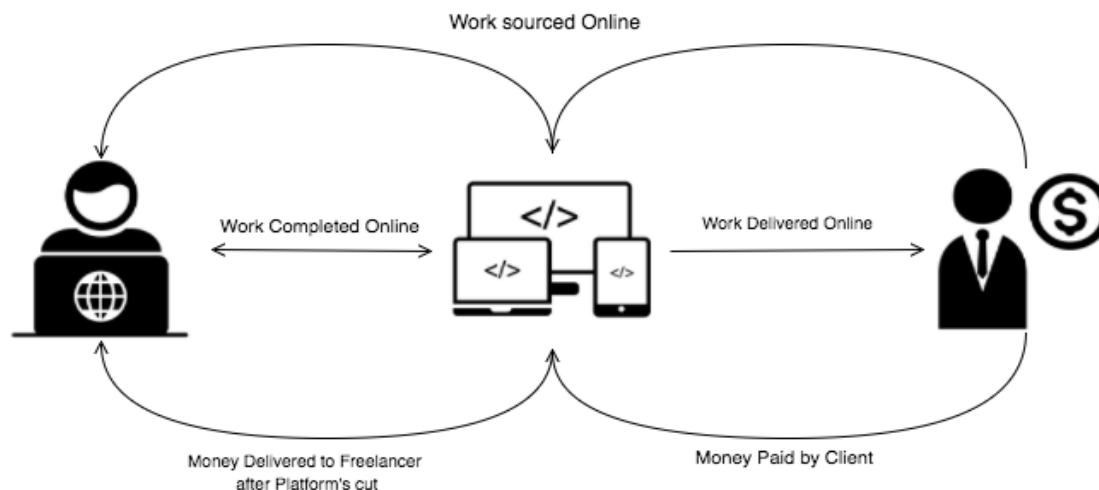 Work sourced Online
Work Completed Online
Work Delivered Online
</>
</>
</>
$
Money Delivered to Freelancer
after Platform's cut
Money Paid by Client